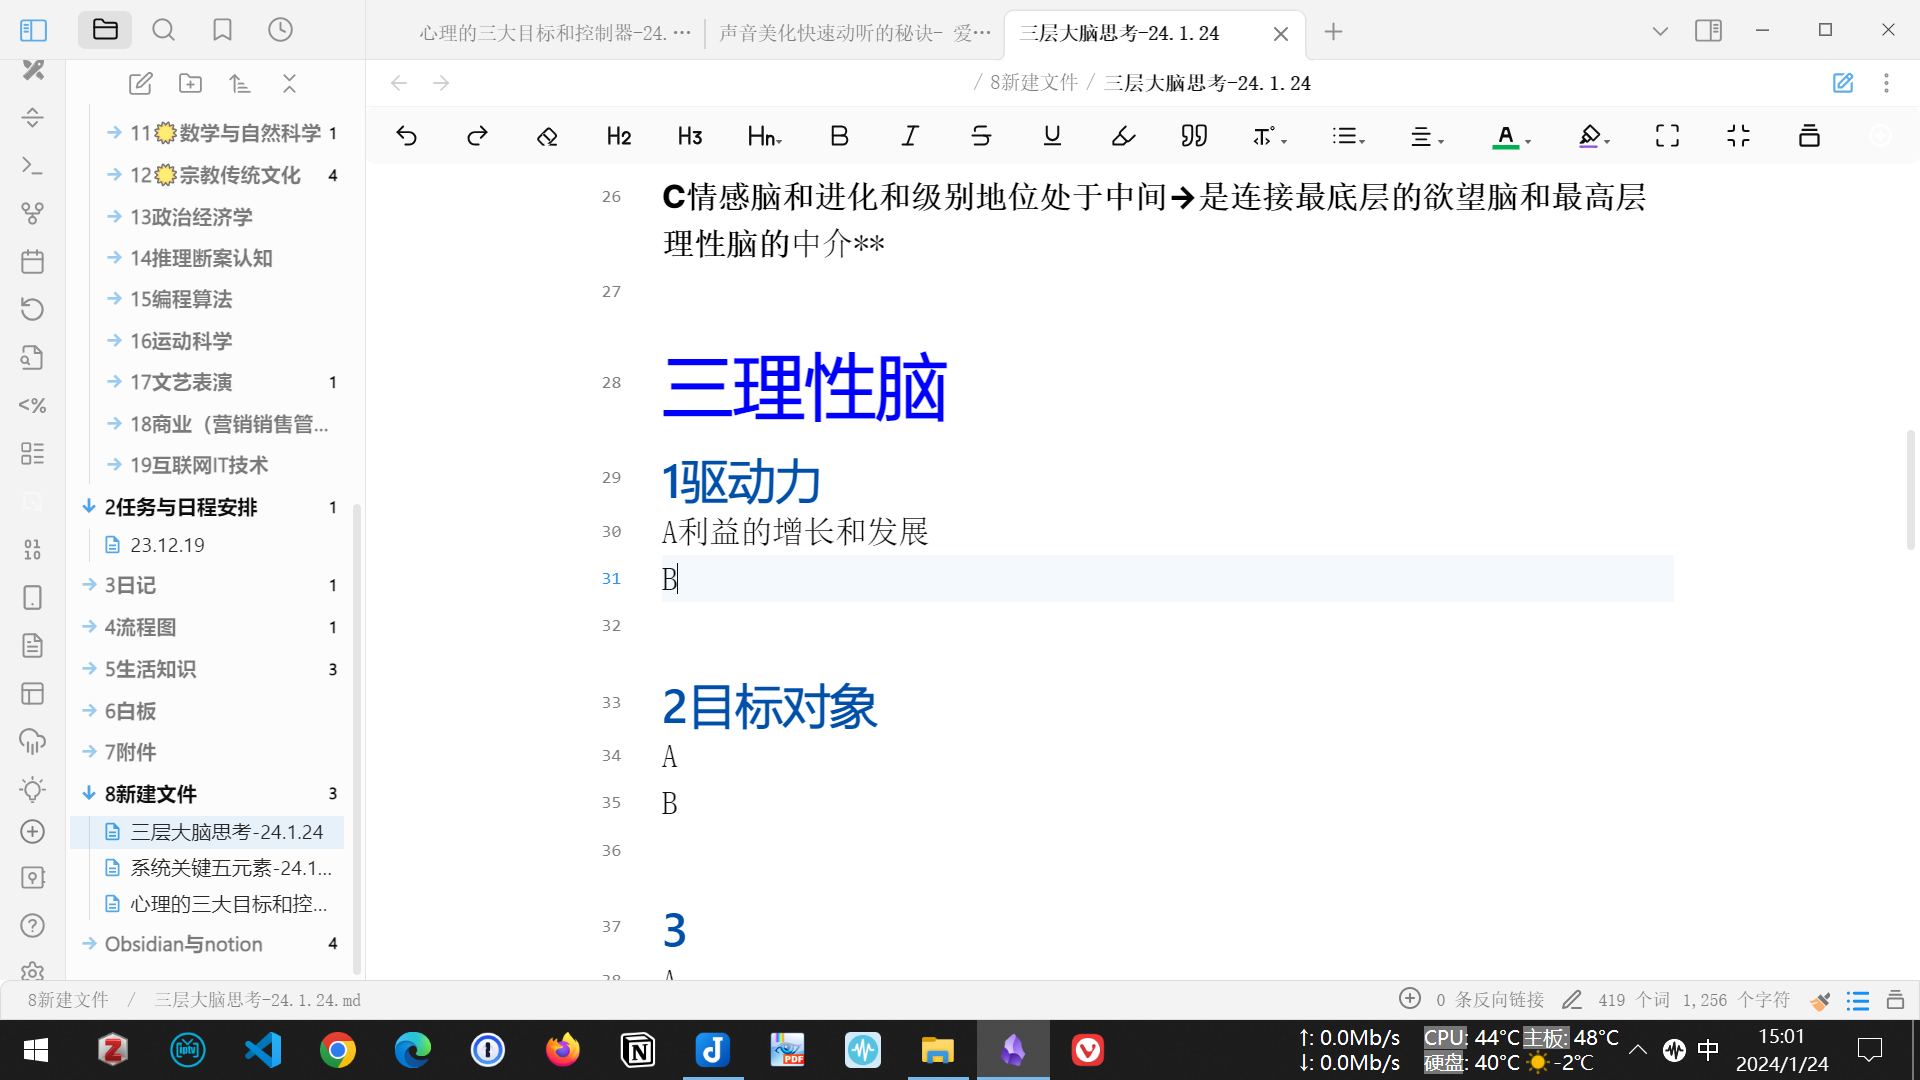 心理的三大目标和控制器-24. ...
声音美化快速动听的秘诀- 爱...
三层大脑思考-24.1.24
/ 8新建文件 / 三层大脑思考-24.1.24
H2 H3 Hn B I S U A
11🌟数学与自然科学 1
12🌟宗教传统文化 4
13政治经济学
14推理断案认知
15编程算法
16运动科学
17文艺表演 1
18商业（营销销售管...
19互联网IT技术
2任务与日程安排 1
23.12.19
3日记 1
4流程图 1
5生活知识 3
6白板
7附件
8新建文件 3
三层大脑思考-24.1.24
系统关键五元素-24.1...
心理的三大目标和控...
Obsidian与notion 4
26 C情感脑和进化和级别地位处于中间→是连接最底层的欲望脑和最高层
理性脑的中介**
27
28 三理性脑
29 1驱动力
30 A利益的增长和发展
31 B
32
33 2目标对象
34 A
35 B
36
37 3
38 A
8新建文件 / 三层大脑思考-24.1.24.md
0 条反向链接 419 个词 1,256 个字符
↑: 0.0Mb/s CPU: 44°C 主板: 48°C
↓: 0.0Mb/s 硬盘: 40°C -2℃
中
15:01
2024/1/24